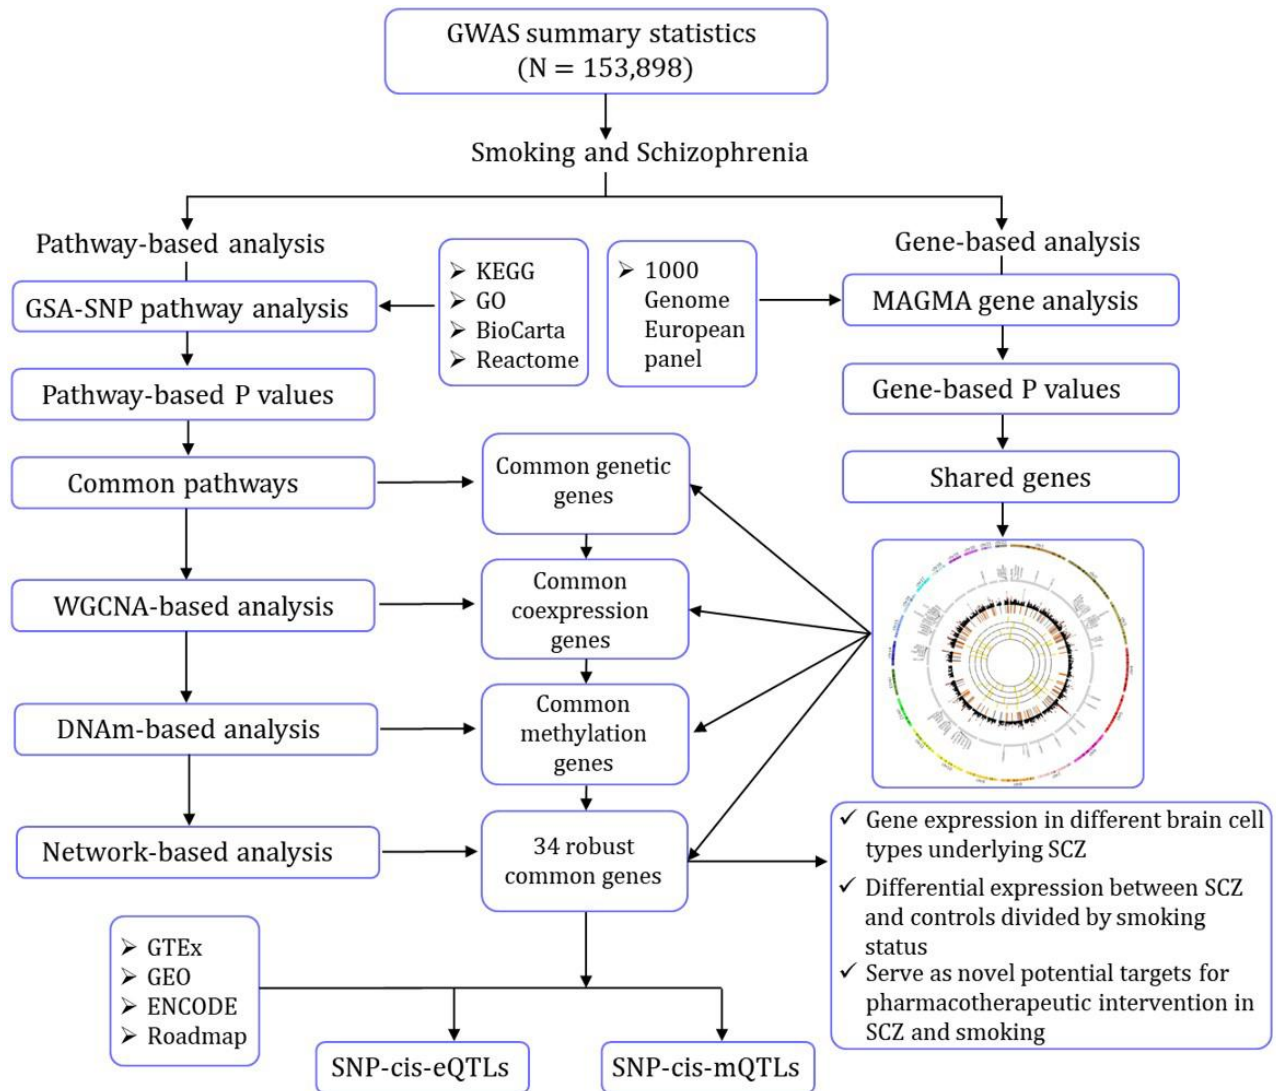 GWAS summary statistics
(N = 153,898)
Smoking and Schizophrenia
Pathway-based analysis
Gene-based analysis
GSA-SNP pathway analysis
➢ KEGG
➢ GO
➢ BioCarta
➢ Reactome
➢ 1000
Genome
European
panel
MAGMA gene analysis
Pathway-based P values
Gene-based P values
Common pathways
Common genetic
genes
Shared genes
WGCNA-based analysis
Common
coexpression
genes
DNAm-based analysis
Common
methylation
genes
Network-based analysis
34 robust
common genes
✓ Gene expression in different brain cell
types underlying SCZ
✓ Differential expression between SCZ
and controls divided by smoking
status
✓ Serve as novel potential targets for
pharmacotherapeutic intervention in
SCZ and smoking
➢ GTEx
➢ GEO
➢ ENCODE
➢ Roadmap
SNP-cis-eQTLs
SNP-cis-mQTLs